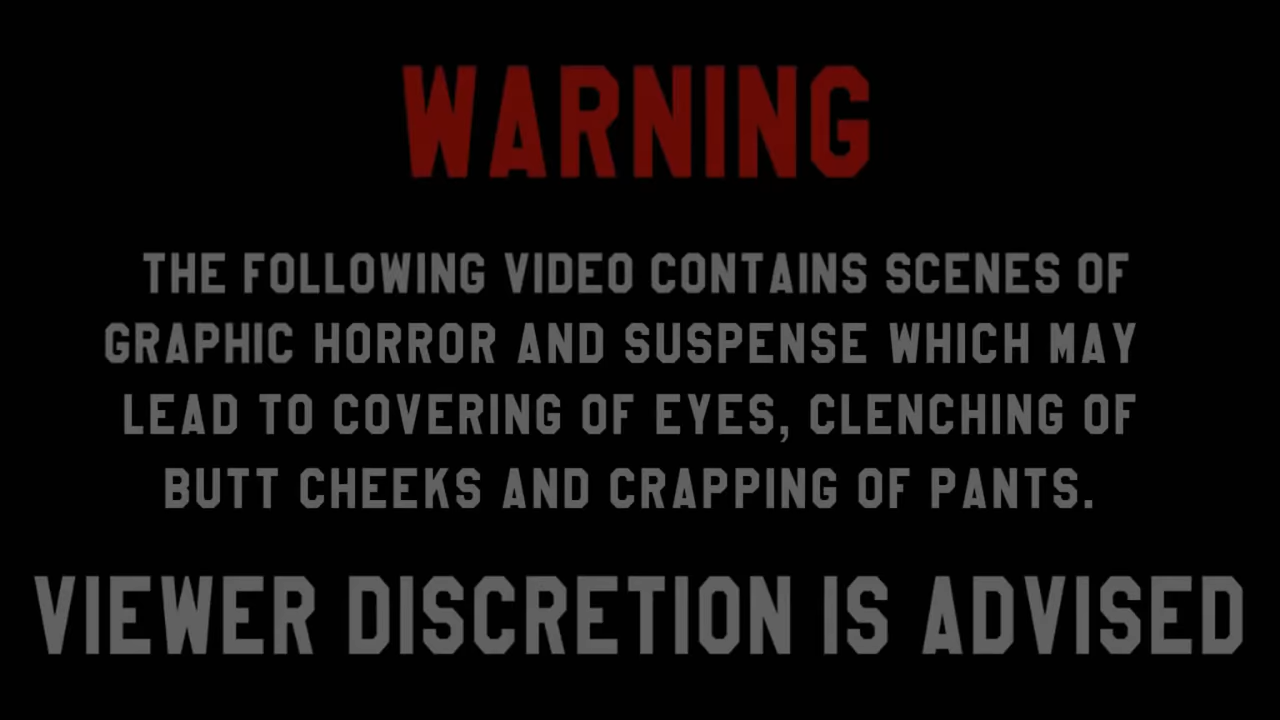 WARNING
THE FOLLOWING VIDEO CONTAINS SCENES OF
GRAPHIC HORROR AND SUSPENSE WHICH MAY
LEAD TO COVERING OF EYES, CLENCHING OF
BUTT CHEEKS AND CRAPPING OF PANTS.
VIEWER DISCRETION IS ADVISED